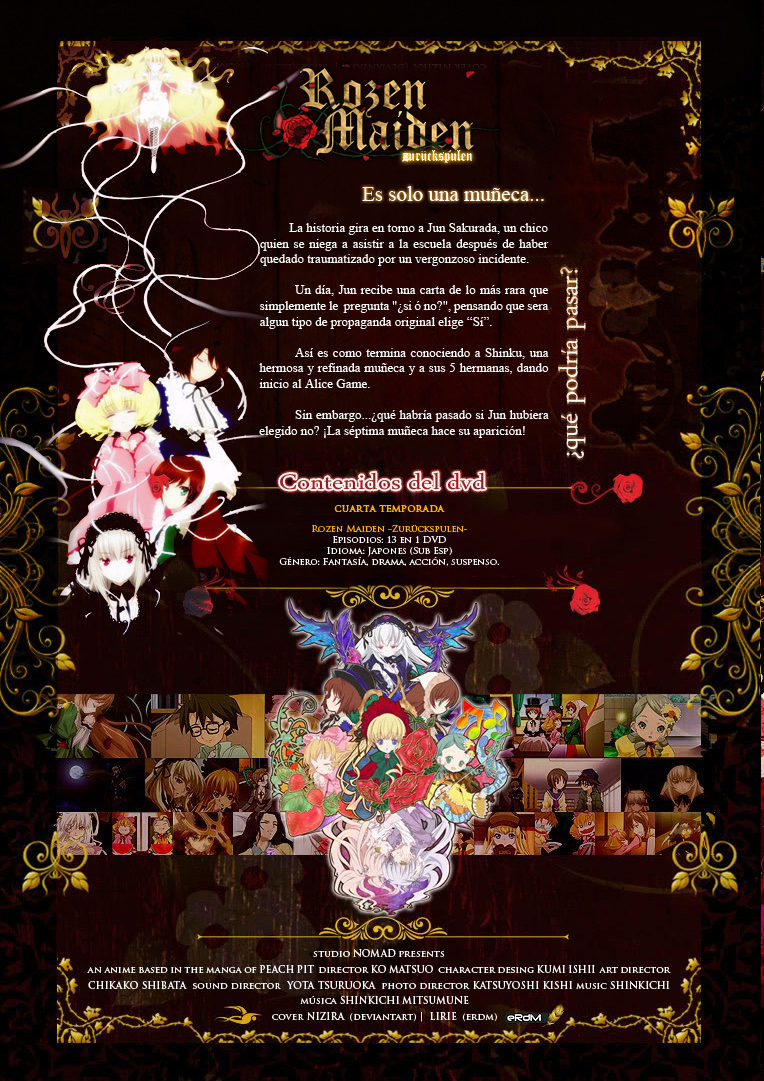 Rozen
Maiden
zurückspulen
Es solo una muñeca...
La historia gira en torno a Jun Sakurada, un chico
quien se niega a asistir a la escuela después de haber
quedado traumatizado por un vergonzoso incidente.
Un día, Jun recibe una carta de lo más rara que
simplemente le pregunta "¿si ó no?", pensando que sera
algun tipo de propaganda original elige “Sí”.
Así es como termina conociendo a Shinku, una
hermosa y refinada muñeca y a sus 5 hermanas, dando
inicio al Alice Game.
Sin embargo...¿qué habría pasado si Jun hubiera
elegido no? ¡La séptima muñeca hace su aparición!
¿qué podría pasar?
Contenidos del dvd
CUARTA TEMPORADA
ROZEN MAIDEN -ZURÜCKSPULEN-
EPISODIOS: 13 EN 1 DVD
IDIOMA: JAPONES (SUB ESP)
GÉNERO: FANTASÍA, DRAMA, ACCIÓN, SUSPENSO.
STUDIO NOMAD PRESENTS
AN ANIME BASED IN THE MANGA OF PEACH PIT DIRECTOR KO MATSUO CHARACTER DESING KUMI ISHII ART DIRECTOR
CHIKAKO SHIBATA SOUND DIRECTOR YOTA TSURUOKA PHOTO DIRECTOR KATSUYOSHI KISHI MUSIC SHINKICHI
MÚSICA SHINKICHI MITSUMUNE
COVER NIZIRA (DEVIANTART) | LIRIE (ERDM) eRdM